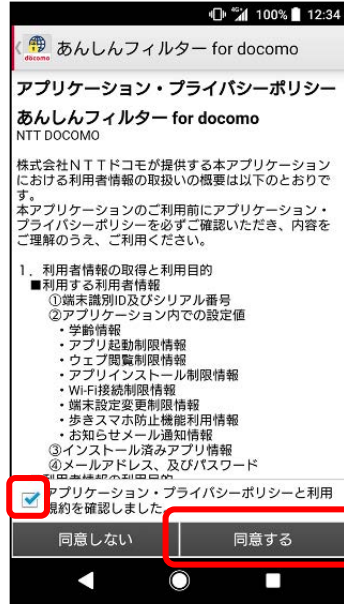 100% 12:34
docomo
あんしんフィルター for docomo
アプリケーション・プライバシーポリシー
あんしんフィルター for docomo
NTT DOCOMO
株式会社NTTドコモが提供する本アプリケーション
における利用者情報の取扱いの概要は以下のとおりで
す。
本アプリケーションのご利用前にアプリケーション・
プライバシーポリシーを必ずご確認いただき、内容を
ご理解のうえ、ご利用ください。
1．利用者情報の取得と利用目的
■利用する利用者情報
①端末識別ID及びシリアル番号
②アプリケーション内での設定値
・学齢情報
・アプリ起動制限情報
・ウェブ閲覧制限情報
・アプリインストール制限情報
・Wi-Fi接続制限情報
・端末設定変更制限情報
・歩きスマホ防止機能利用情報
・お知らせメール通知情報
③インストール済みアプリ情報
④メールアドレス、及びパスワード
アプリケーション・プライバシーポリシーと利用
規約を確認しました
同意しない 同意する